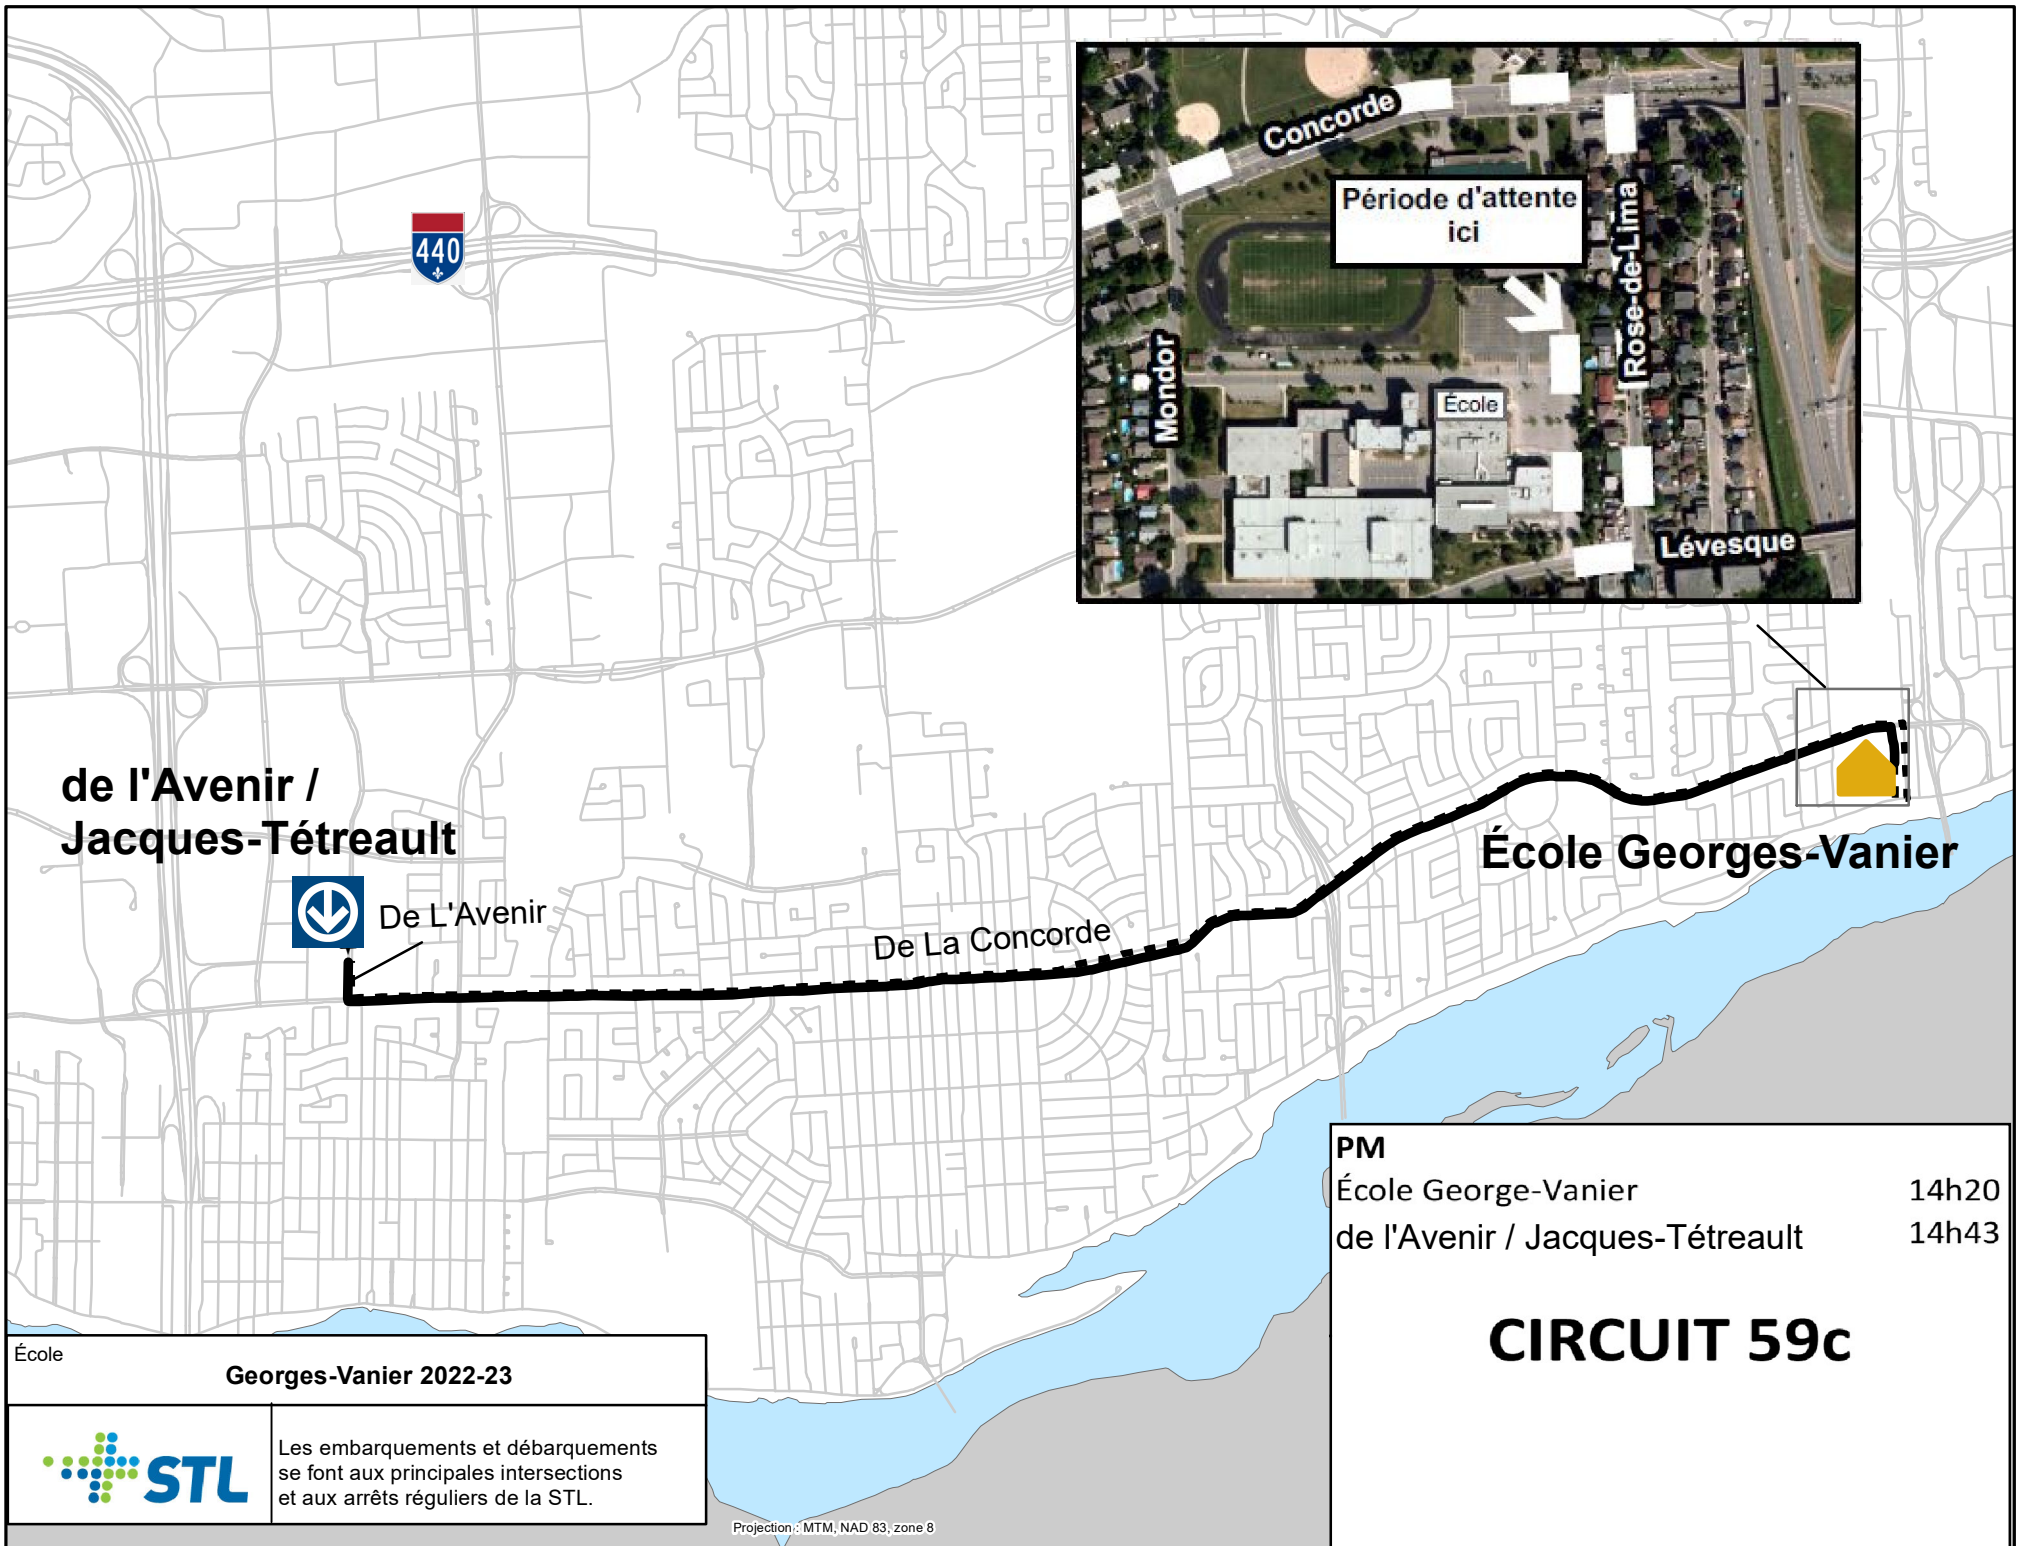 Concorde
Période d'attente
ici
Rose-de-Lima
Mondor
École
Lévesque
440
de l'Avenir /
Jacques-Tétreault
De L'Avenir
De La Concorde
École Georges-Vanier
PM
École George-Vanier 14h20
de l'Avenir / Jacques-Tétreault 14h43
CIRCUIT 59c
École
Georges-Vanier 2022-23
STL
Les embarquements et débarquements
se font aux principales intersections
et aux arrêts réguliers de la STL.
Projection : MTM, NAD 83, zone 8